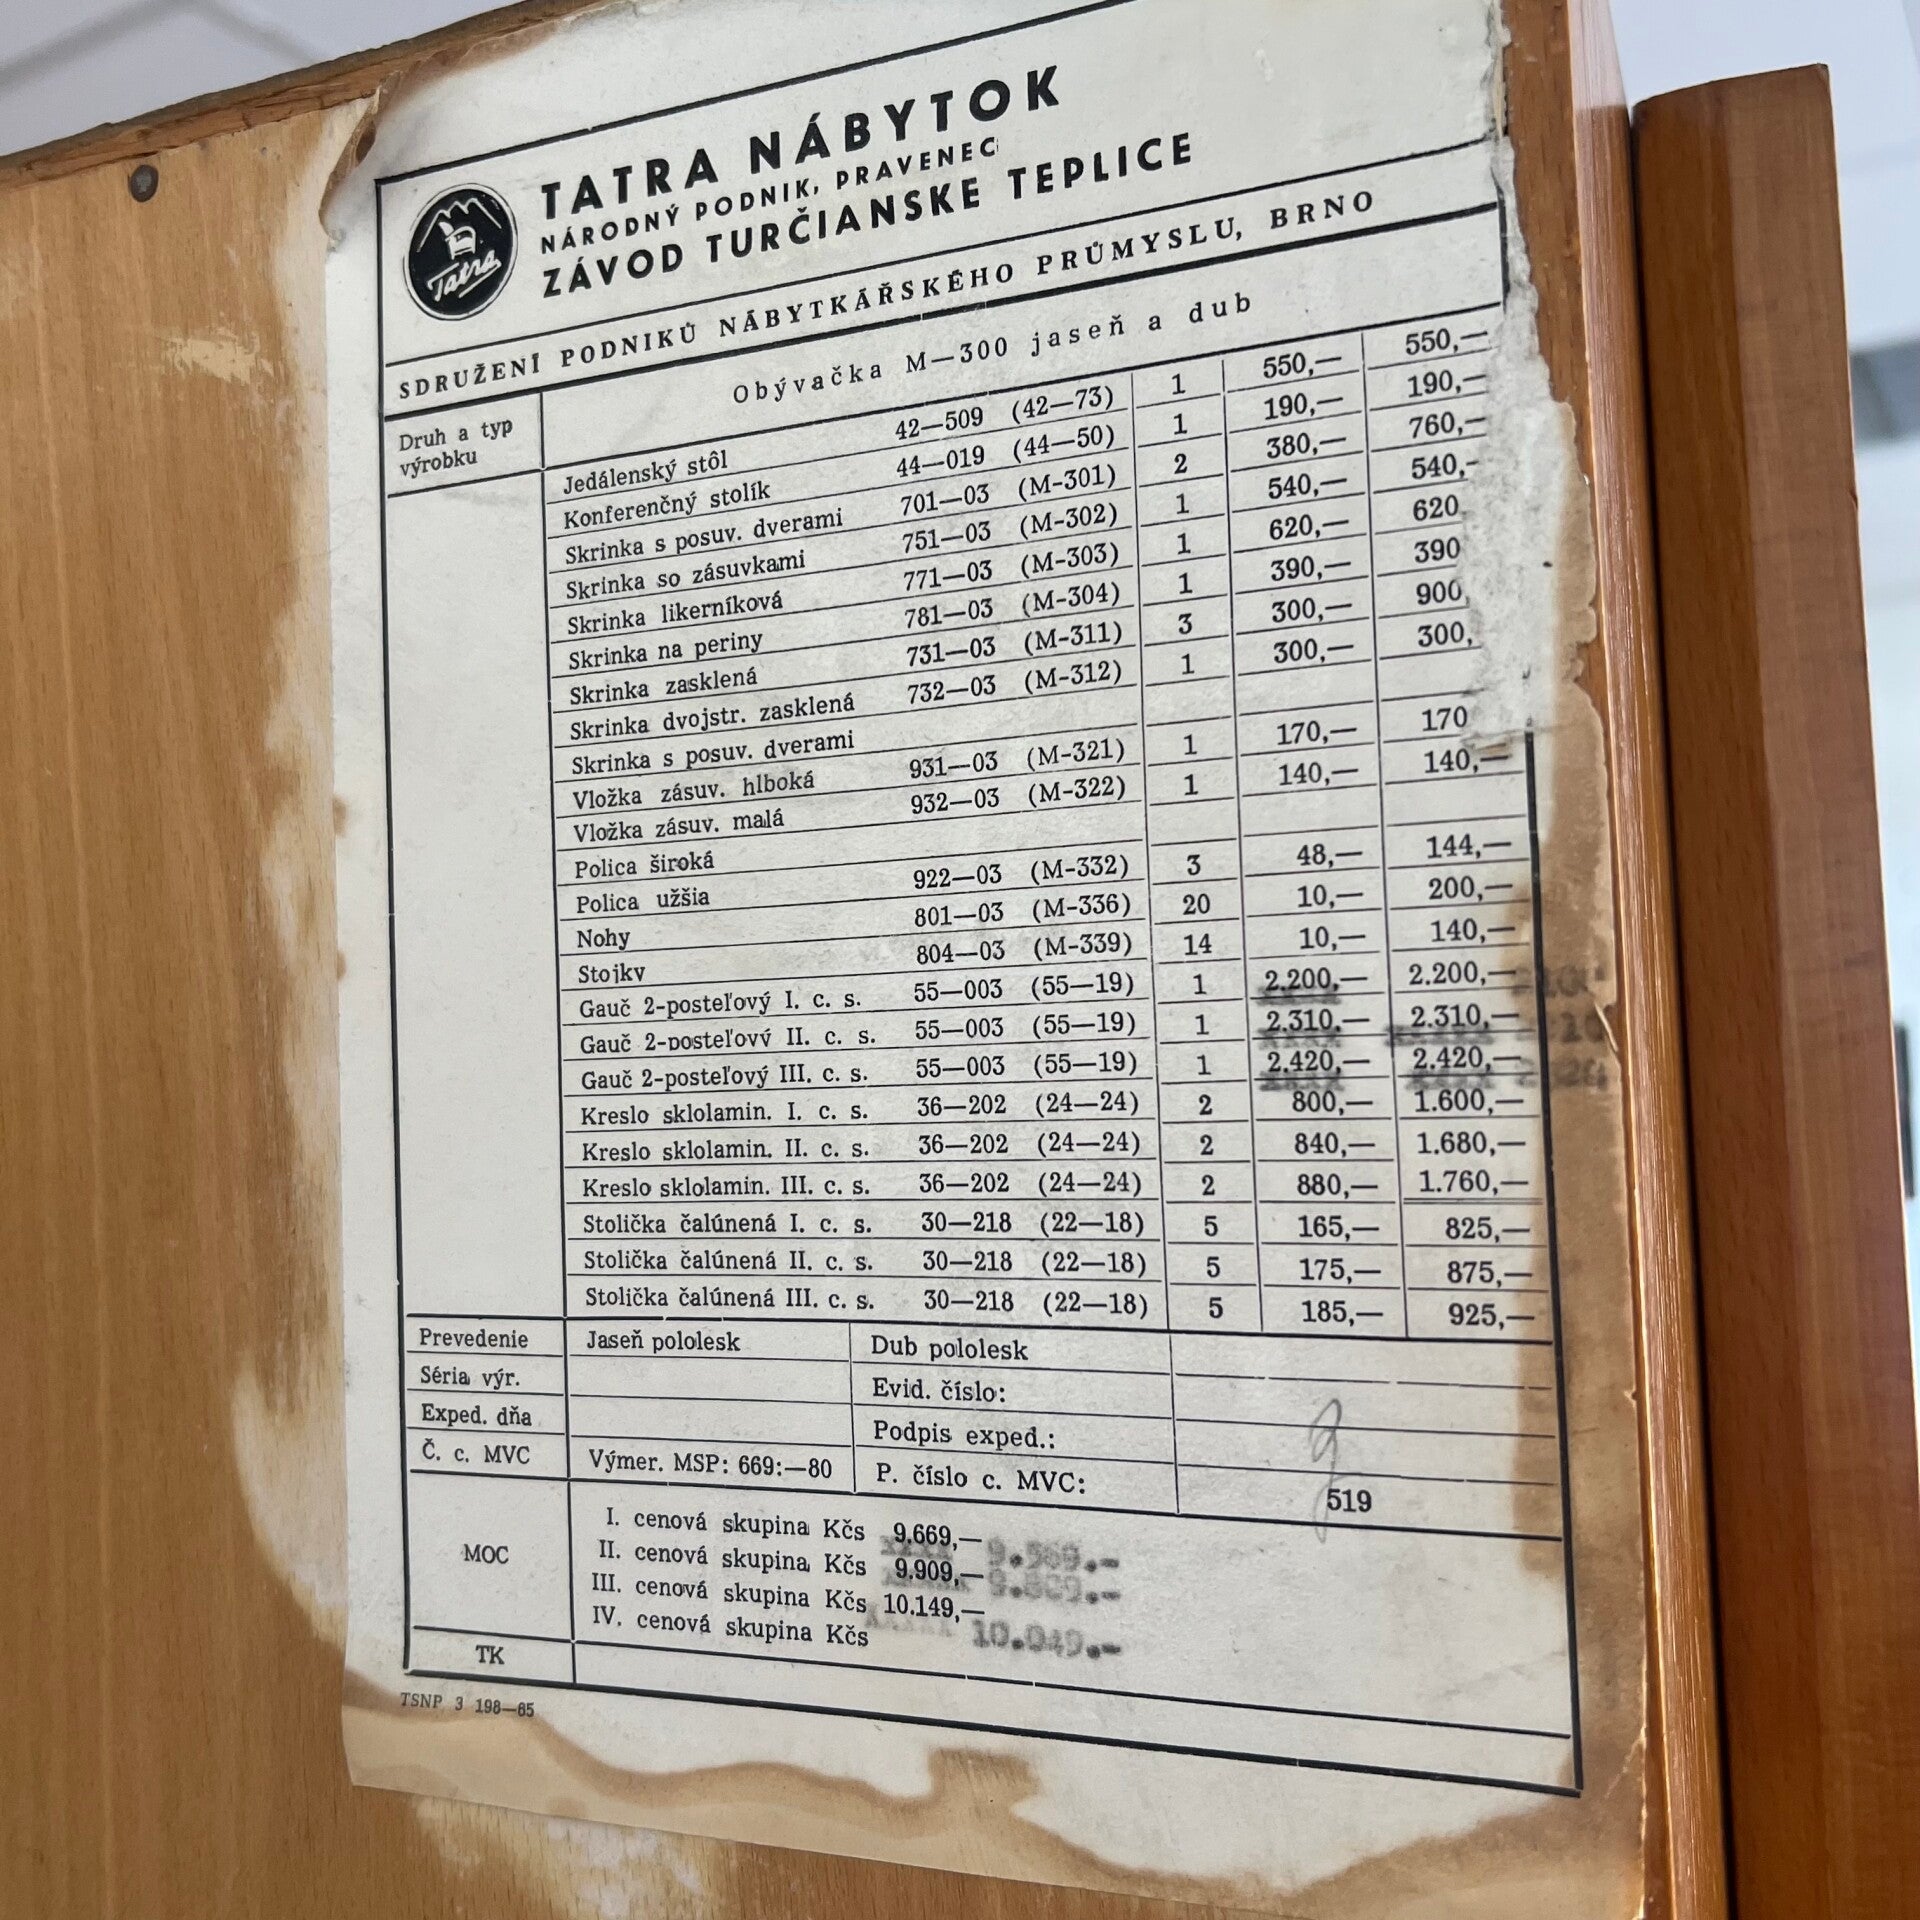 TATRA NÁBYTOK
NÁRODNÝ PODNIK, PRAVENEC
ZÁVOD TURČIANSKE TEPLICE
Tatra
SDRUŽENÍ PODNIKŮ NÁBYTKÁŘSKÉHO PRŮMYSLU, BRNO
Druh a typ výrobku
Obývačka M—300 jaseň a dub
Jedálenský stôl 42—509 (42—73) 1 550,— 550,—
Konferenčný stolík 44—019 (44—50) 1 190,— 190,—
Skrinka s posuv. dverami 701—03 (M-301) 2 380,— 760,—
Skrinka so zásuvkami 751—03 (M-302) 1 540,— 540,-
Skrinka likerníková 771—03 (M-303) 1 620,— 620
Skrinka na periny 781—03 (M-304) 1 390,— 390
Skrinka zasklená 731—03 (M-311) 3 300,— 900,
Skrinka dvojstr. zasklená 732—03 (M-312) 1 300,— 300,
Skrinka s posuv. dverami
Vložka zásuv. hlboká 931—03 (M-321) 1 170,— 170
Vložka zásuv. malá 932—03 (M-322) 1 140,— 140,—
Polica široká
Polica užšia 922—03 (M-332) 3 48,— 144,—
Nohy 801—03 (M-336) 20 10,— 200,—
Stojky 804—03 (M-339) 14 10,— 140,—
Gauč 2-posteľový I. c. s. 55—003 (55—19) 1 2.200,— 2.200,—
Gauč 2-posteľový II. c. s. 55—003 (55—19) 1 2.310,— 2.310,—
Gauč 2-posteľový III. c. s. 55—003 (55—19) 1 2.420,— 2.420,—
Kreslo sklolamin. I. c. s. 36—202 (24—24) 2 800,— 1.600,—
Kreslo sklolamin. II. c. s. 36—202 (24—24) 2 840,— 1.680,—
Kreslo sklolamin. III. c. s. 36—202 (24—24) 2 880,— 1.760,—
Stolička čalúnená I. c. s. 30—218 (22—18) 5 165,— 825,—
Stolička čalúnená II. c. s. 30—218 (22—18) 5 175,— 875,—
Stolička čalúnená III. c. s. 30—218 (22—18) 5 185,— 925,—
Prevedenie Jaseň pololesk Dub pololesk
Séria výr. Evid. číslo:
Exped. dňa Podpis exped.:
Č. c. MVC Výmer. MSP: 669:—80 P. číslo c. MVC: 519
MOC
I. cenová skupina Kčs 9.669,— 9.569.-
II. cenová skupina Kčs 9.909,—
III. cenová skupina Kčs 10.149,—
IV. cenová skupina Kčs 10.049.-
TK
TSNP 3 198—65